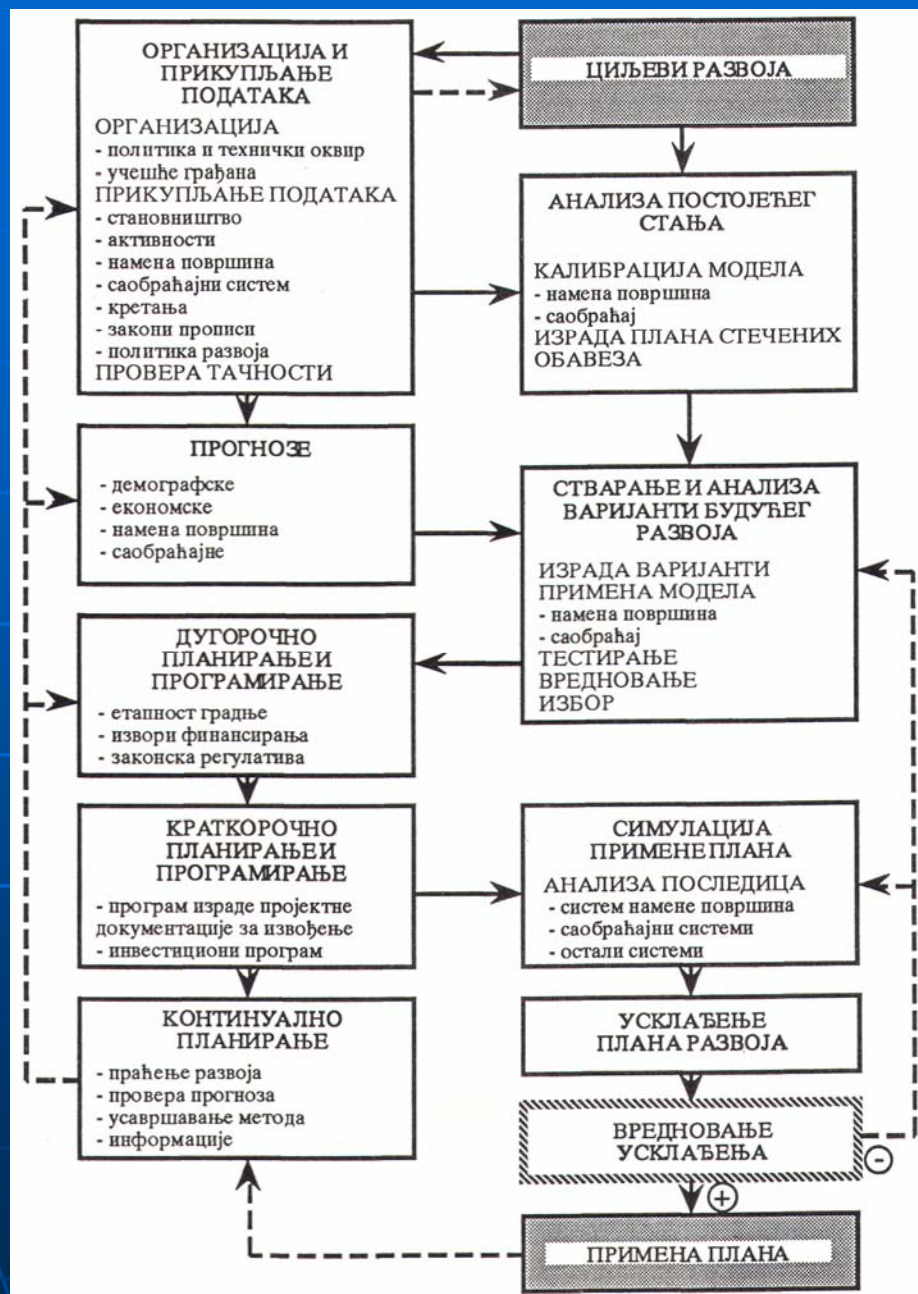 ОРГАНИЗАЦИЈА И
ПРИКУПЉАЊЕ
ПОДАТАКА
ОРГАНИЗАЦИЈА
- политика и технички оквир
- учешће грађана
ПРИКУПЉАЊЕ ПОДАТАКА
- становништво
- активности
- намена површина
- саобраћајни систем
- кретања
- закони прописи
- политика развоја
ПРОВЕРА ТАЧНОСТИ
ЦИЉЕВИ РАЗВОЈА
АНАЛИЗА ПОСТОЈЕЋЕГ
СТАЊА
КАЛИБРАЦИЈА МОДЕЛА
- намена површина
- саобраћај
ИЗРАДА ПЛАНА СТЕЧЕНИХ
ОБАВЕЗА
ПРОГНОЗЕ
- демографске
- економске
- намена површина
- саобраћајне
СТВАРАЊЕ И АНАЛИЗА
ВАРИЈАНТИ БУДУЋЕГ
РАЗВОЈА
ИЗРАДА ВАРИЈАНТИ
ПРИМЕНА МОДЕЛА
- намена површина
- саобраћај
ТЕСТИРАЊЕ
ВРЕДНОВАЊЕ
ИЗБОР
ДУГОРОЧНО
ПЛАНИРАЊЕ
И ПРОГРАМИРАЊЕ
- етапност градње
- извори финансирања
- законска регулатива
КРАТКОРОЧНО
ПЛАНИРАЊЕ И
ПРОГРАМИРАЊЕ
- програм израде пројектне
документације за извођење
- инвестициони програм
СИМУЛАЦИЈА
ПРИМЕНЕ ПЛАНА
АНАЛИЗА ПОСЛЕДИЦА
- систем намене површина
- саобраћајни системи
- остали системи
КОНТИНУАЛНО
ПЛАНИРАЊЕ
- праћење развоја
- провера прогноза
- усавршавање метода
- информације
УСКЛАЂЕЊЕ
ПЛАНА РАЗВОЈА
ВРЕДНОВАЊЕ
УСКЛАЂЕЊА
-
+
ПРИМЕНА ПЛАНА